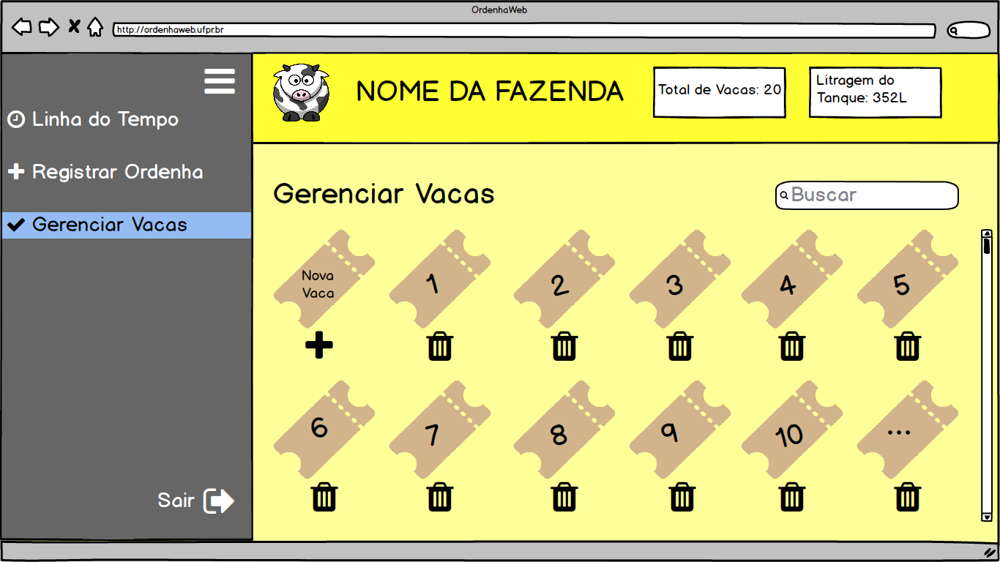 OrdenhaWeb
http://ordenhaweb.ufpr.br
NOME DA FAZENDA
Total de Vacas: 20
Litragem do
Tanque: 352L
Linha do Tempo
Registrar Ordenha
Gerenciar Vacas
Sair
Gerenciar Vacas
Buscar
Nova
Vaca
1
2
3
4
5
6
7
8
9
10
...